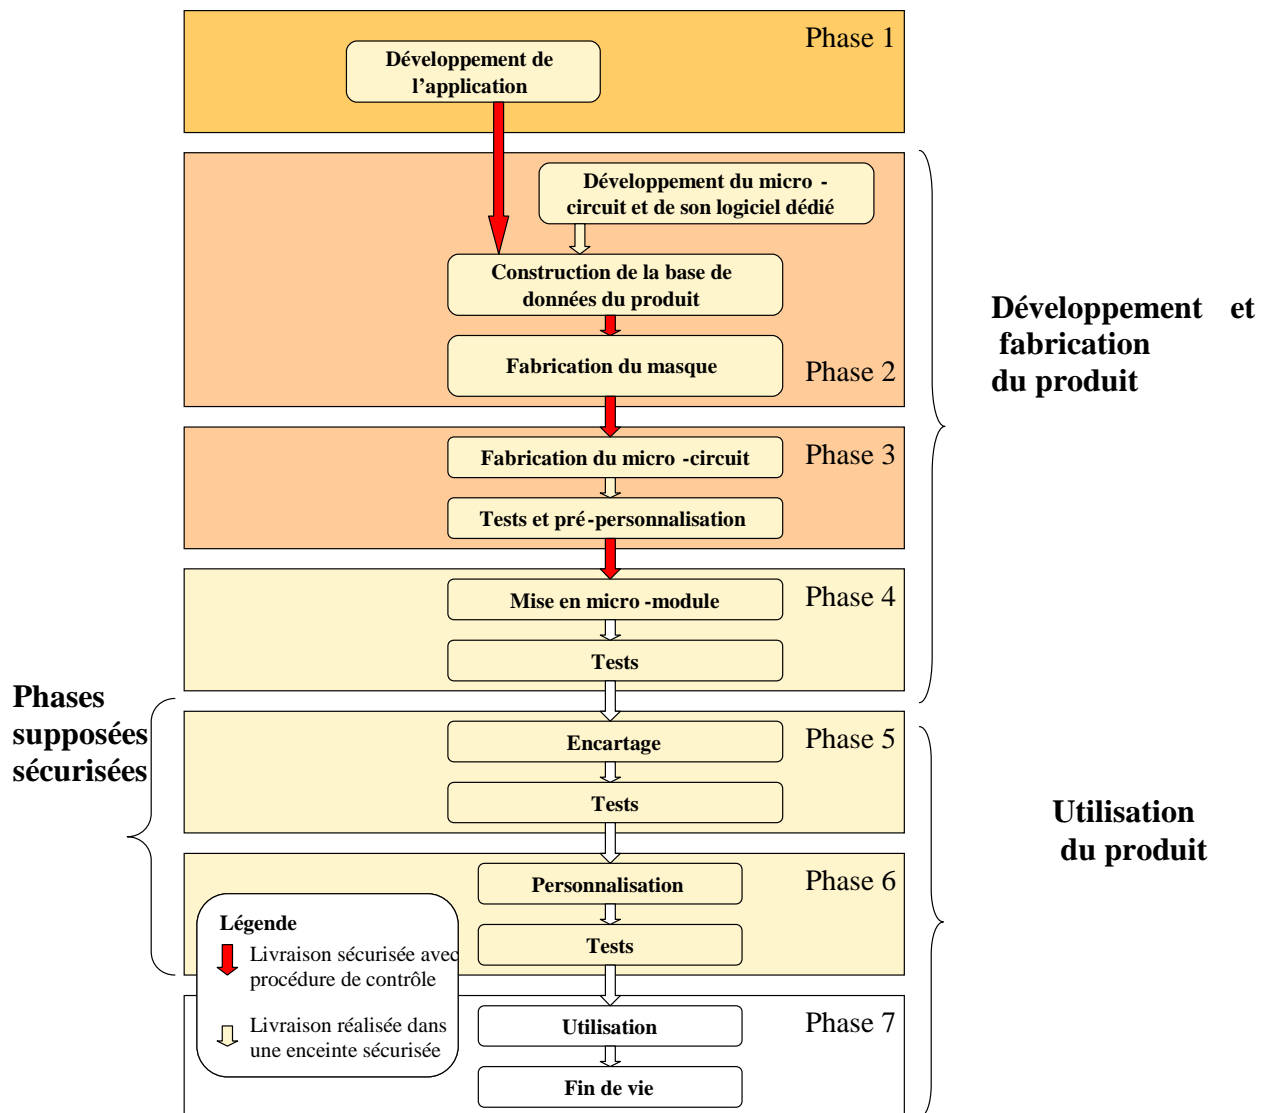 Phase 1
Développement de
l'application
Développement du micro -
circuit et de son logiciel dédié
Construction de la base de
données du produit
Fabrication du masque
Phase 2
Développement et
fabrication
du produit
Phase 3
Fabrication du micro -circuit
Tests et pré-personnalisation
Phase 4
Mise en micro -module
Tests
Phases
supposées
sécurisées
Phase 5
Encartage
Tests
Utilisation
du produit
Phase 6
Personnalisation
Tests
Légende
Livraison sécurisée avec
procédure de contrôle
Livraison réalisée dans
une enceinte sécurisée
Phase 7
Utilisation
Fin de vie